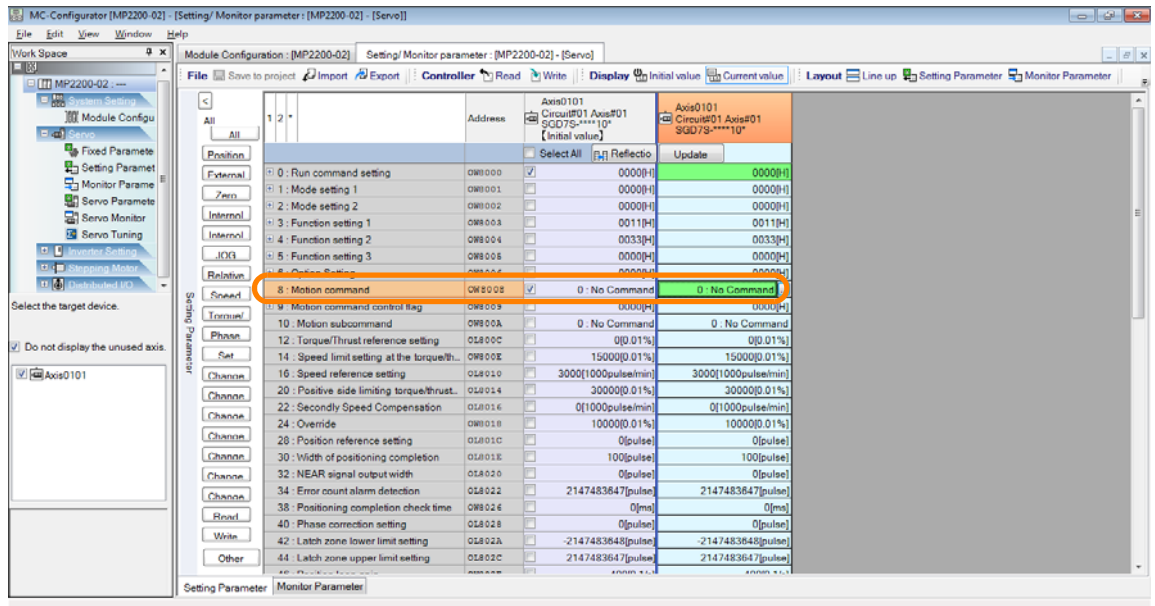 MC-Configurator [MP2200-02] - [Setting/ Monitor parameter : [MP2200-02] - [Servo]]
File Edit View Window Help
Work Space
Module Configuration : [MP2200-02] Setting/ Monitor parameter : [MP2200-02] - [Servo]
File Save to project Import Export Controller Read Write Display Initial value Current value Layout Line up Setting Parameter Monitor Parameter
MP2200-02 : ---
System Setting
Module Configu
Servo
Fixed Paramete
Setting Paramet
Monitor Parame
Servo Paramete
Servo Monitor
Servo Tuning
Inverter Setting
Stepping Motor
Distributed I/O
Select the target device.
Do not display the unused axis.
Axis0101
Setting Parameter
<
All
All
Position
External
Zero
Internol
Internol
JOG
Relative
Speed
Torque/
Phase
Set
Change
Change
Change
Change
Change
Change
Change
Read
Write
Other
1 2 * Address Axis0101 Circuit#01 Axis#01 SGD7S-****10* 【Initial value】 Axis0101 Circuit#01 Axis#01 SGD7S-****10*
Select All Reflectio Update
0 : Run command setting OW8000 0000[H] 0000[H]
1 : Mode setting 1 OW8001 0000[H] 0000[H]
2 : Mode setting 2 OW8002 0000[H] 0000[H]
3 : Function setting 1 OW8003 0011[H] 0011[H]
4 : Function setting 2 OW8004 0033[H] 0033[H]
5 : Function setting 3 OW8005 0000[H] 0000[H]
6 : Option Setting OW8006 0000[H] 0000[H]
8 : Motion command OW8008 0 : No Command 0 : No Command
9 : Motion command control flag OW8009 0000[H] 0000[H]
10 : Motion subcommand OW800A 0 : No Command 0 : No Command
12 : Torque/Thrust reference setting OL800C 0[0.01%] 0[0.01%]
14 : Speed limit setting at the torque/th... OW800E 15000[0.01%] 15000[0.01%]
16 : Speed reference setting OL8010 3000[1000pulse/min] 3000[1000pulse/min]
20 : Positive side limiting torque/thrust... OL8014 30000[0.01%] 30000[0.01%]
22 : Secondly Speed Compensation OL8016 0[1000pulse/min] 0[1000pulse/min]
24 : Override OW8018 10000[0.01%] 10000[0.01%]
28 : Position reference setting OL801C 0[pulse] 0[pulse]
30 : Width of positioning completion OL801E 100[pulse] 100[pulse]
32 : NEAR signal output width OL8020 0[pulse] 0[pulse]
34 : Error count alarm detection OL8022 2147483647[pulse] 2147483647[pulse]
38 : Positioning completion check time OW8026 0[ms] 0[ms]
40 : Phase correction setting OL8028 0[pulse] 0[pulse]
42 : Latch zone lower limit setting OL802A -2147483648[pulse] -2147483648[pulse]
44 : Latch zone upper limit setting OL802C 2147483647[pulse] 2147483647[pulse]
Setting Parameter Monitor Parameter